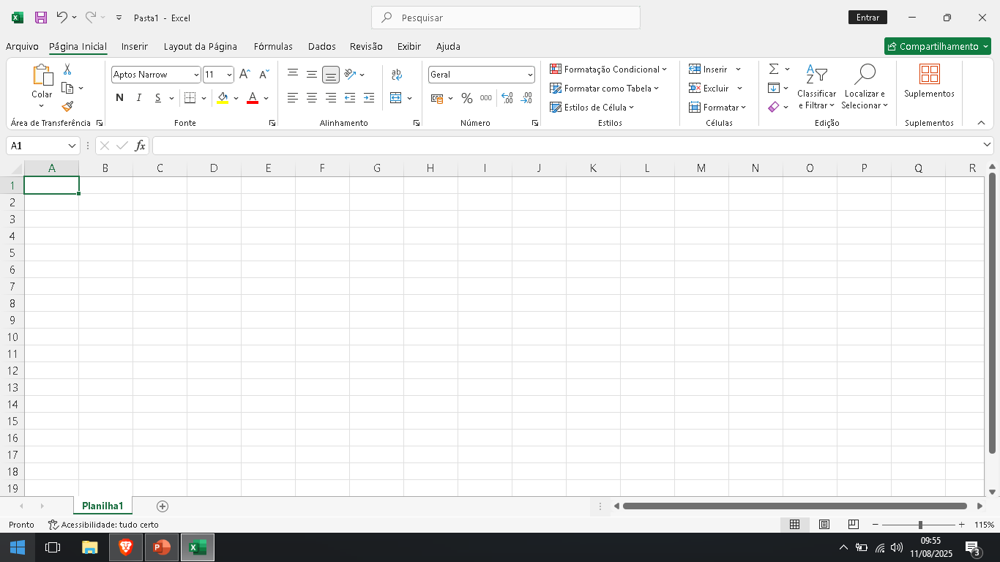 Pasta1 - Excel
Pesquisar
Entrar
Arquivo Página Inicial Inserir Layout da Página Fórmulas Dados Revisão Exibir Ajuda
Compartilhamento
Colar
Área de Transferência
Aptos Narrow 11
N I S
A A A
Fonte
ab
Alinhamento
Geral
% 000
Número
Formatação Condicional
Formatar como Tabela
Estilos de Célula
Estilos
Inserir
Excluir
Formatar
Células
Classificar
e Filtrar
Localizar e
Selecionar
Edição
Suplementos
Suplementos
A1
fx
A B C D E F G H I J K L M N O P Q R
1
2
3
4
5
6
7
8
9
10
11
12
13
14
15
16
17
18
19
Planilha1
Pronto
Acessibilidade: tudo certo
115%
09:55
11/08/2025
3